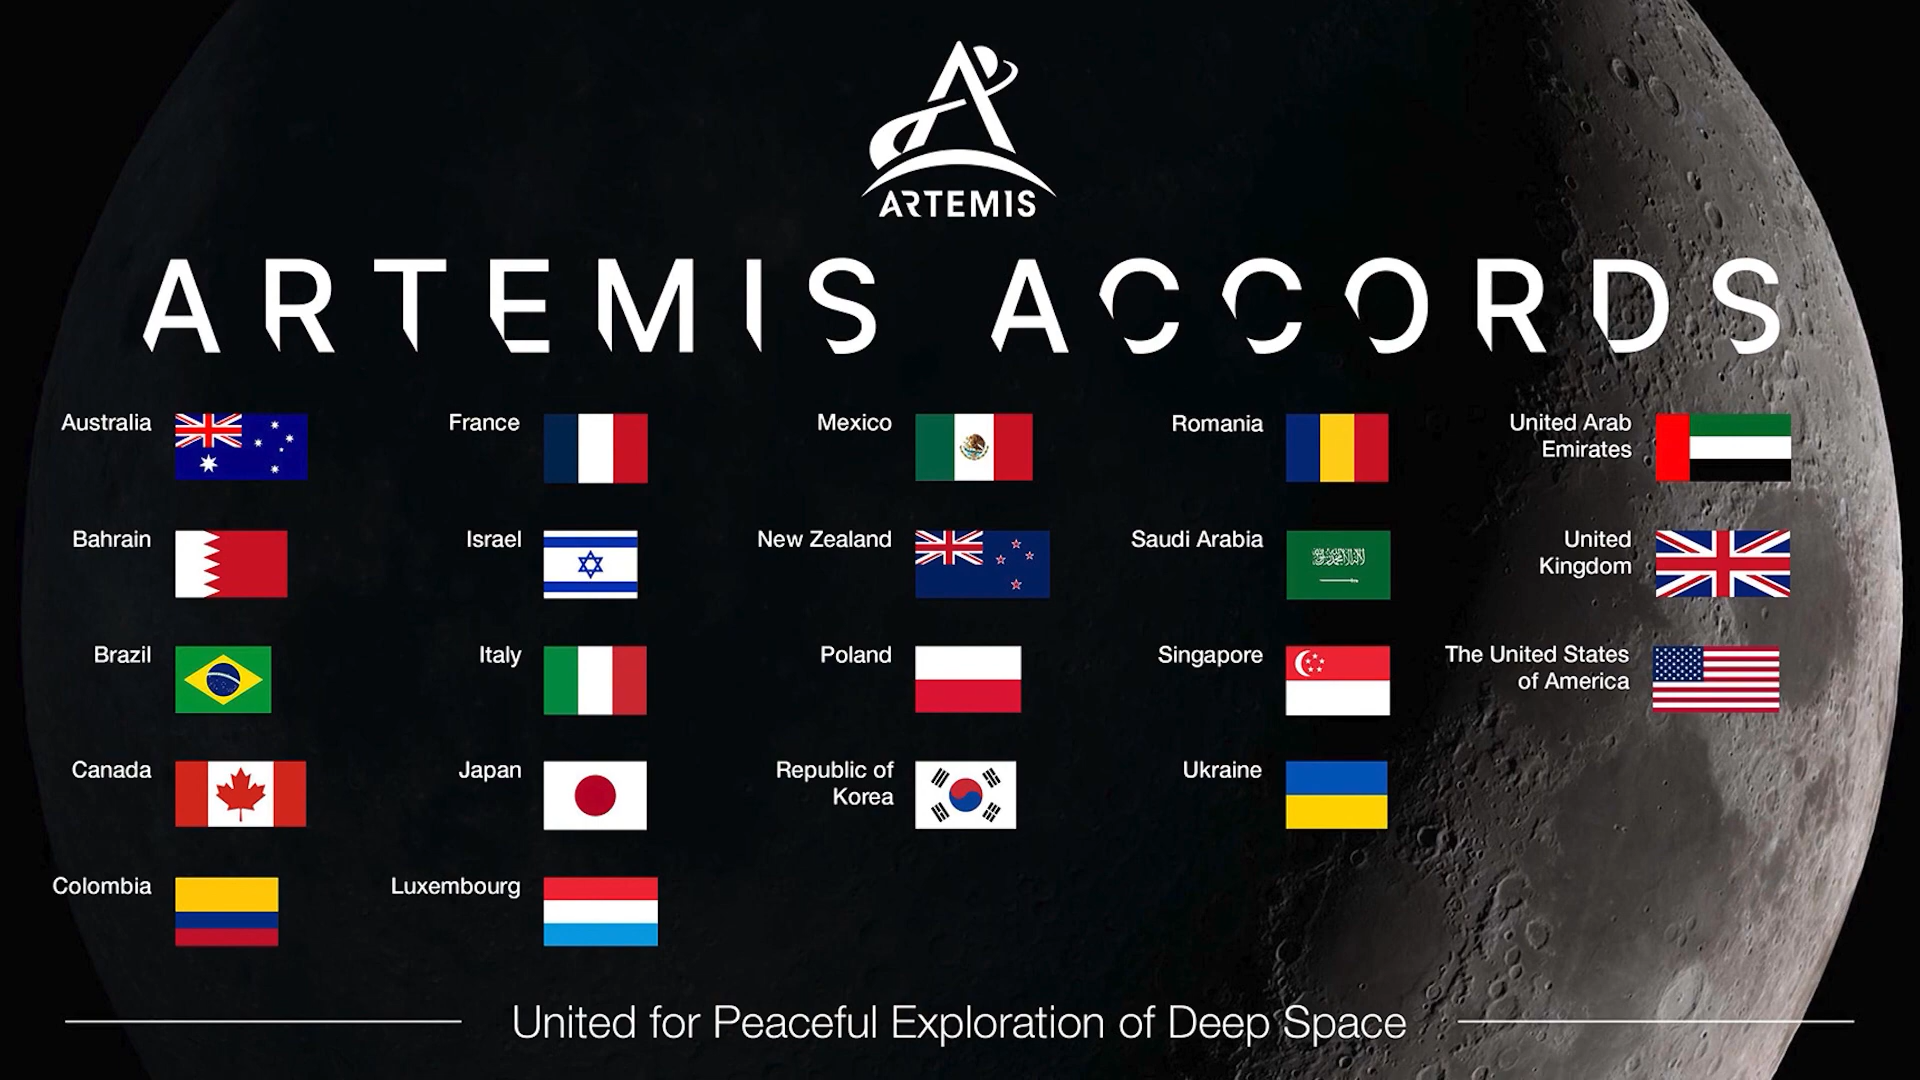 ARTEMIS
ARTEMIS ACCORDS
Australia
Bahrain
Brazil
Canada
Colombia
France
Israel
Italy
Japan
Luxembourg
Mexico
New Zealand
Poland
Republic of
Korea
Romania
Saudi Arabia
Singapore
Ukraine
United Arab
Emirates
United
Kingdom
The United States
of America
United for Peaceful Exploration of Deep Space